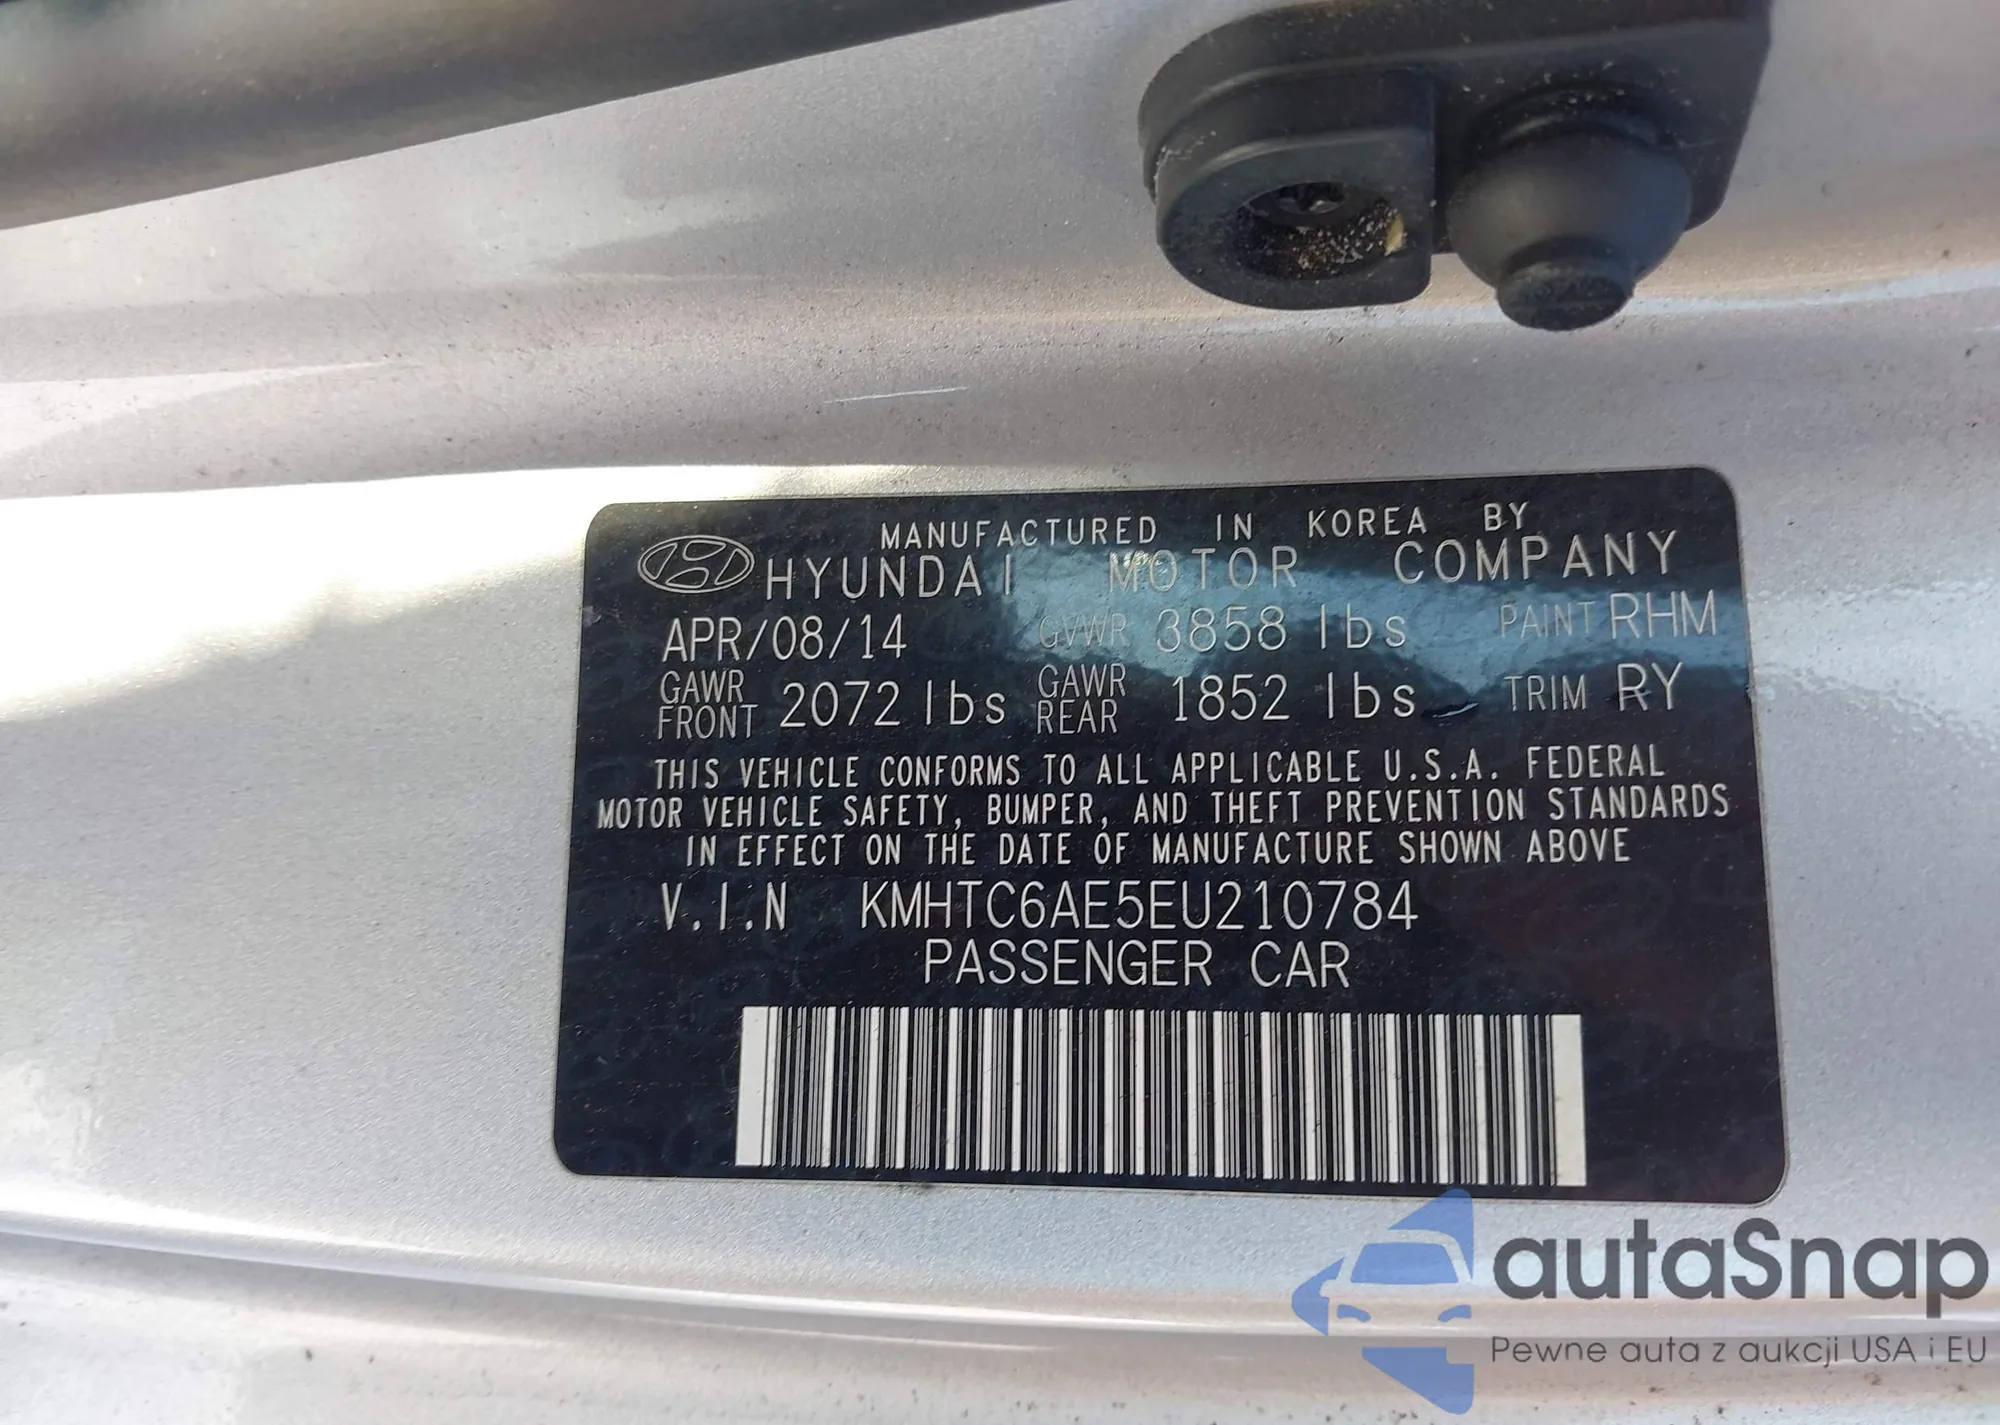 MANUFACTURED IN KOREA BY
HYUNDAI MOTOR COMPANY
APR/08/14 GVWR 3858 lbs PAINT RHM
GAWR FRONT 2072 lbs GAWR REAR 1852 lbs TRIM RY
THIS VEHICLE CONFORMS TO ALL APPLICABLE U.S.A. FEDERAL
MOTOR VEHICLE SAFETY, BUMPER, AND THEFT PREVENTION STANDARDS
IN EFFECT ON THE DATE OF MANUFACTURE SHOWN ABOVE
V.I.N KMHTC6AE5EU210784
PASSENGER CAR
autaSnap
Pewne auta z aukcji USA i EU